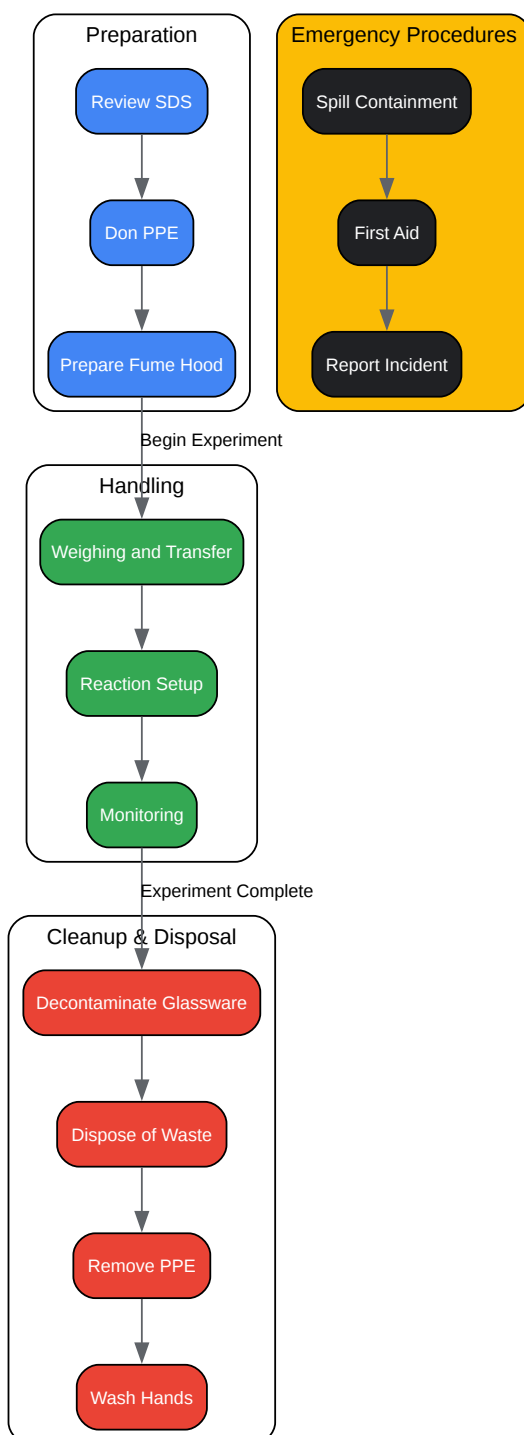 Preparation
Review SDS
Don PPE
Prepare Fume Hood
Emergency Procedures
Spill Containment
First Aid
Report Incident
Begin Experiment
Handling
Weighing and Transfer
Reaction Setup
Monitoring
Experiment Complete
Cleanup & Disposal
Decontaminate Glassware
Dispose of Waste
Remove PPE
Wash Hands